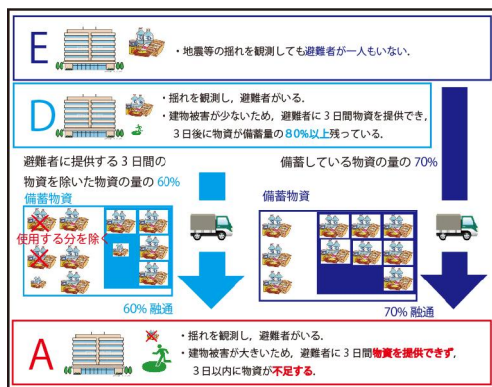 E
・地震等の揺れを観測しても避難者が一人もいない.
D
・揺れを観測し，避難者がいる.
・建物被害が少ないため，避難者に3日間物資を提供でき，
3日後に物資が備蓄量の80%以上残っている.
避難者に提供する3日間の
物資を除いた物資の量の60%
備蓄物資
使用する分を除く
60%融通
備蓄している物資の量の70%
備蓄物資
70%融通
A
・揺れを観測し，避難者がいる.
・建物被害が大きいため，避難者に3日間物資を提供できず，
3日以内に物資が不足する.